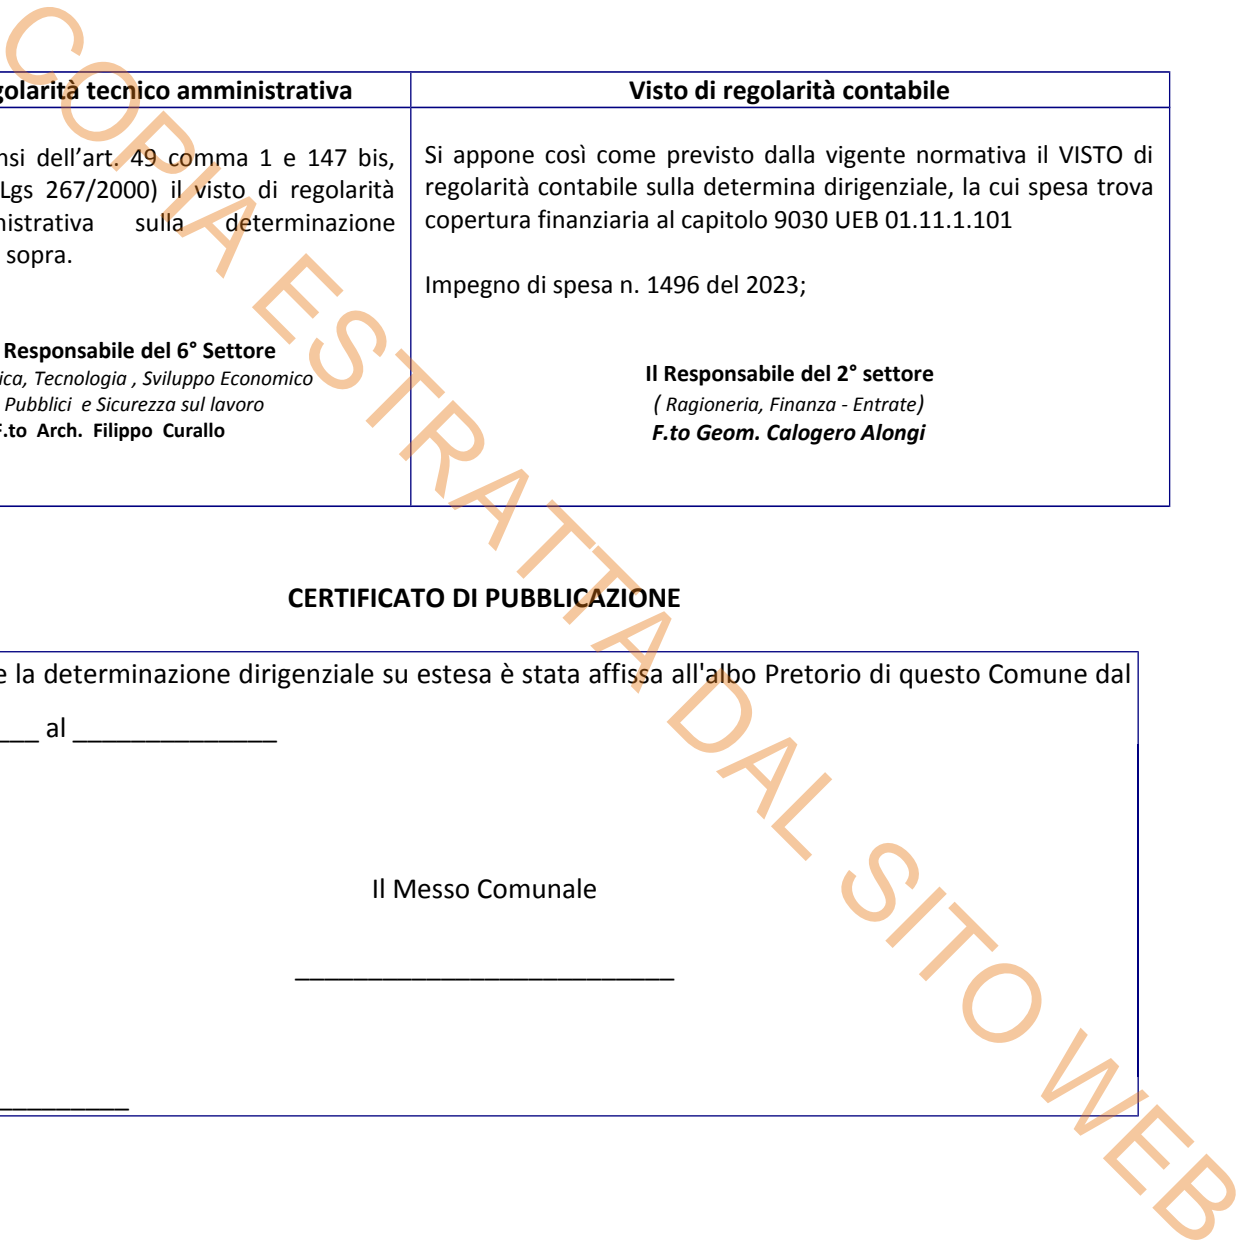 golarità tecnico amministrativa
nsi dell'art. 49 comma 1 e 147 bis,
Lgs 267/2000) il visto di regolarità
nistrativa sulla determinazione
sopra.
Responsabile del 6° Settore
ica, Tecnologia , Sviluppo Economico
Pubblici e Sicurezza sul lavoro
F.to Arch. Filippo Curallo
Visto di regolarità contabile
Si appone così come previsto dalla vigente normativa il VISTO di
regolarità contabile sulla determina dirigenziale, la cui spesa trova
copertura finanziaria al capitolo 9030 UEB 01.11.1.101
Impegno di spesa n. 1496 del 2023;
Il Responsabile del 2° settore
( Ragioneria, Finanza - Entrate)
F.to Geom. Calogero Alongi
CERTIFICATO DI PUBBLICAZIONE
e la determinazione dirigenziale su estesa è stata affissa all'albo Pretorio di questo Comune dal
___ al ______________
Il Messo Comunale
__________________________
_________
COPIA ESTRATTA DAL SITO WEB